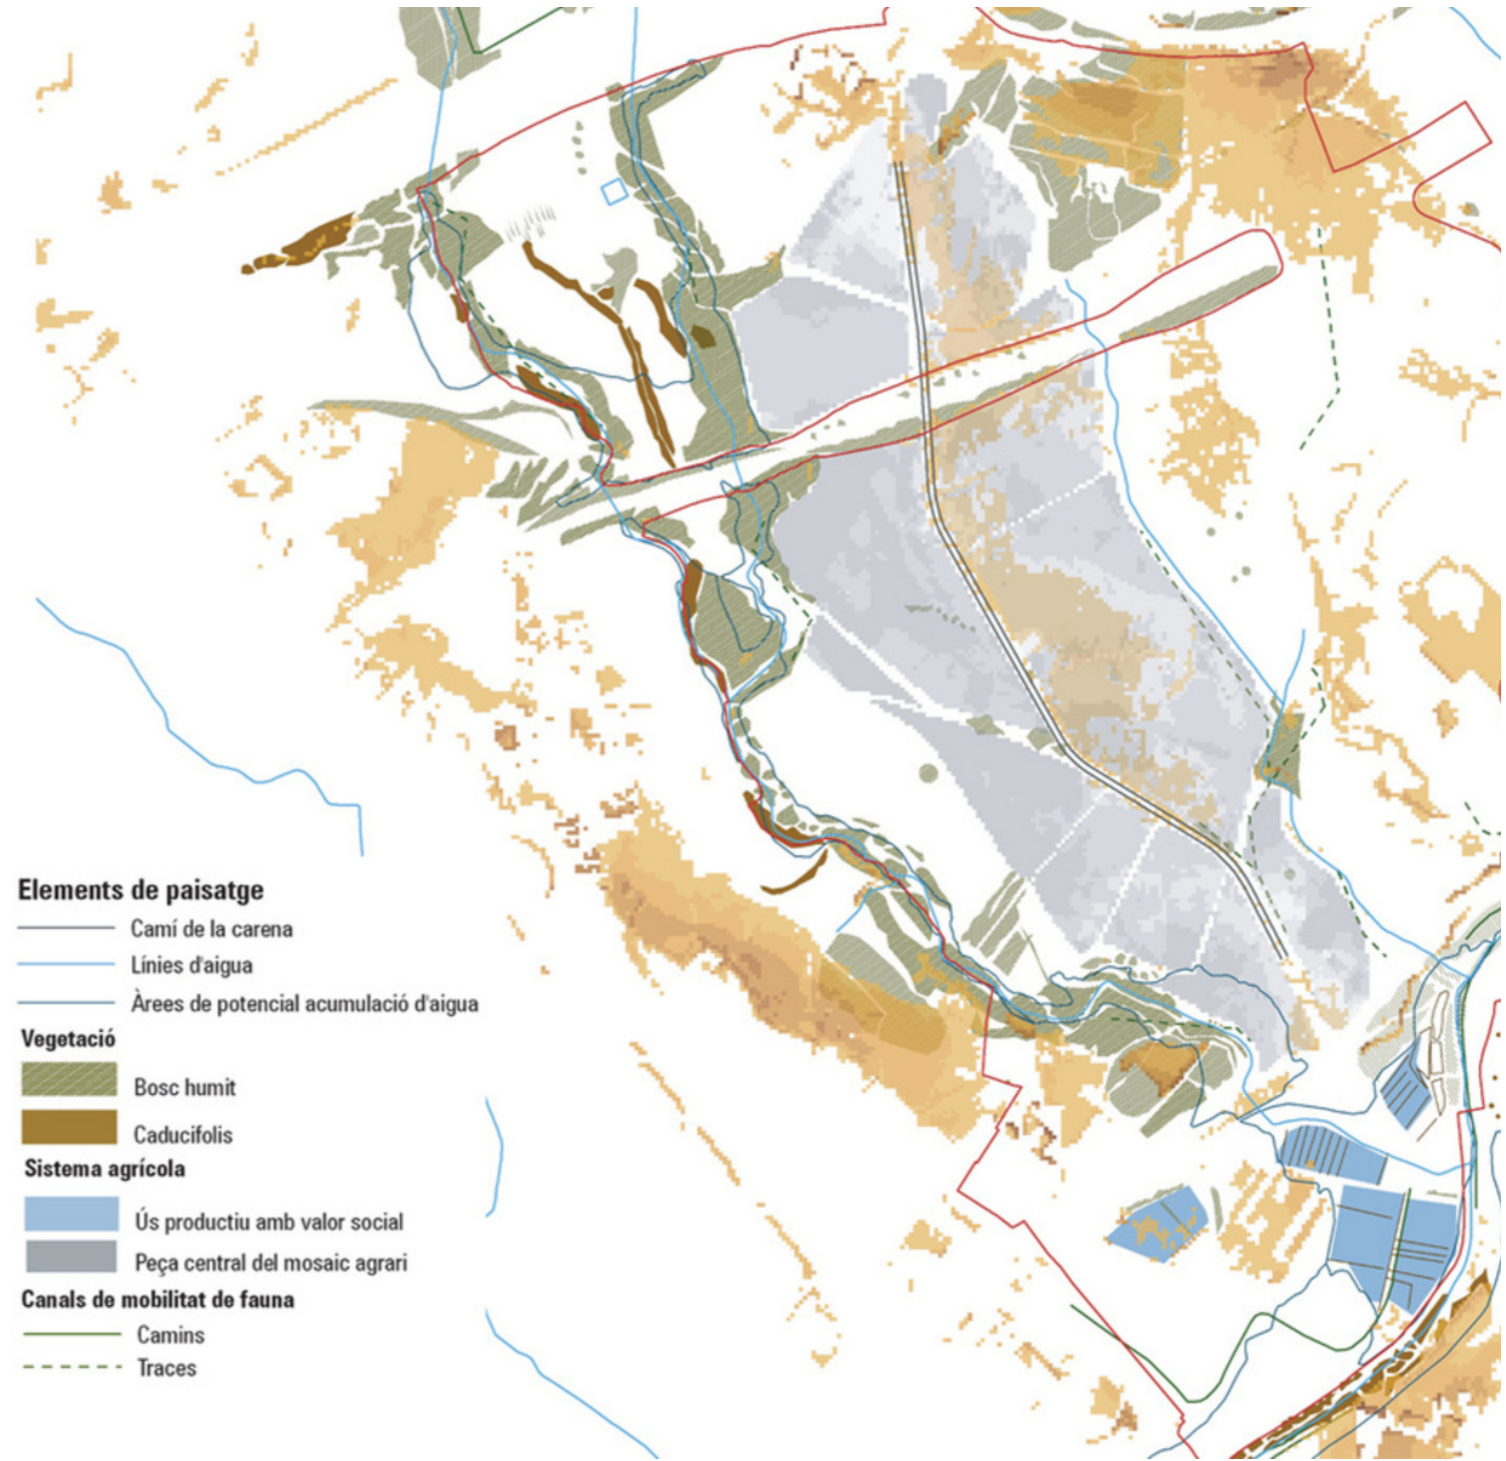 Elements de paisatge
Camí de la carena
Línies d'aigua
Àrees de potencial acumulació d'aigua
Vegetació
Bosc humit
Caducifolis
Sistema agrícola
Ús productiu amb valor social
Peça central del mosaic agrari
Canals de mobilitat de fauna
Camins
Traces